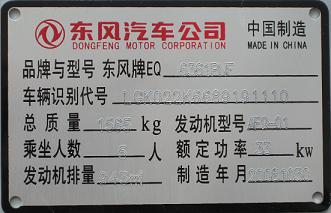 东风汽车公司 中国制造
DONGFENG MOTOR CORPORATION MADE IN CHINA
品牌与型号 东风牌EQ
车辆识别代号
总质量 kg 发动机型号
乘坐人数 人 额定功率 33 kw
发动机排量 制造年月